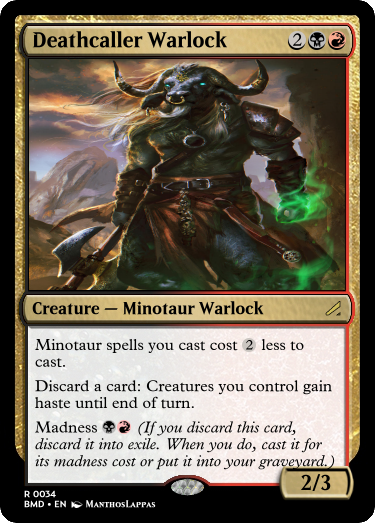 Deathcaller Warlock 2
Creature — Minotaur Warlock
Minotaur spells you cast cost 2 less to
cast.
Discard a card: Creatures you control gain
haste until end of turn.
Madness (If you discard this card,
discard it into exile. When you do, cast it for
its madness cost or put it into your graveyard.)
2/3
R 0034
BMD • EN MANTHOSLAPPAS